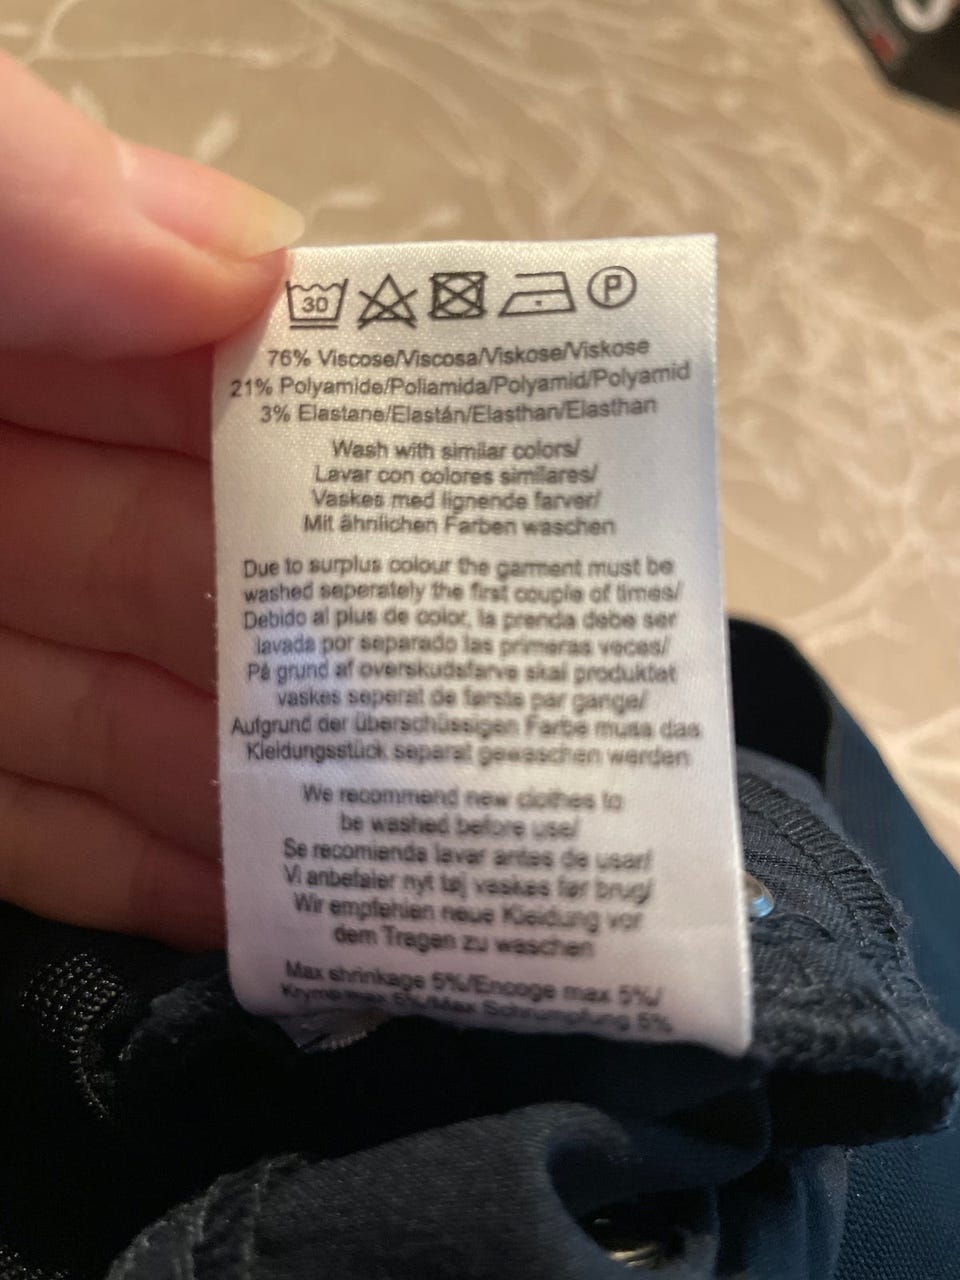 30 P
76% Viscose/Viscosa/Viskose/Viskose
21% Polyamide/Poliamida/Polyamid/Polyamid
3% Elastane/Elastán/Elasthan/Elasthan
Wash with similar colors/
Lavar con colores similares/
Vaskes med lignende farver/
Mit ähnlichen Farben waschen
Due to surplus colour the garment must be
washed seperately the first couple of times/
Debido al plus de color, la prenda debe ser
lavada por separado las primeras veces/
På grund af overskudsfarve skal produktet
vaskes seperat de første par gange/
Aufgrund der überschüssigen Farbe muss das
Kleidungsstück separat gewaschen werden
We recommend new clothes to
be washed before use/
Se recomienda lavar antes de usar/
Vi anbefaler nyt tøj vaskes før brug/
Wir empfehlen neue Kleidung vor
dem Tragen zu waschen
Max shrinkage 5%/Encoge max 5%/
Krymp max 5%/Max Schrumpfung 5%